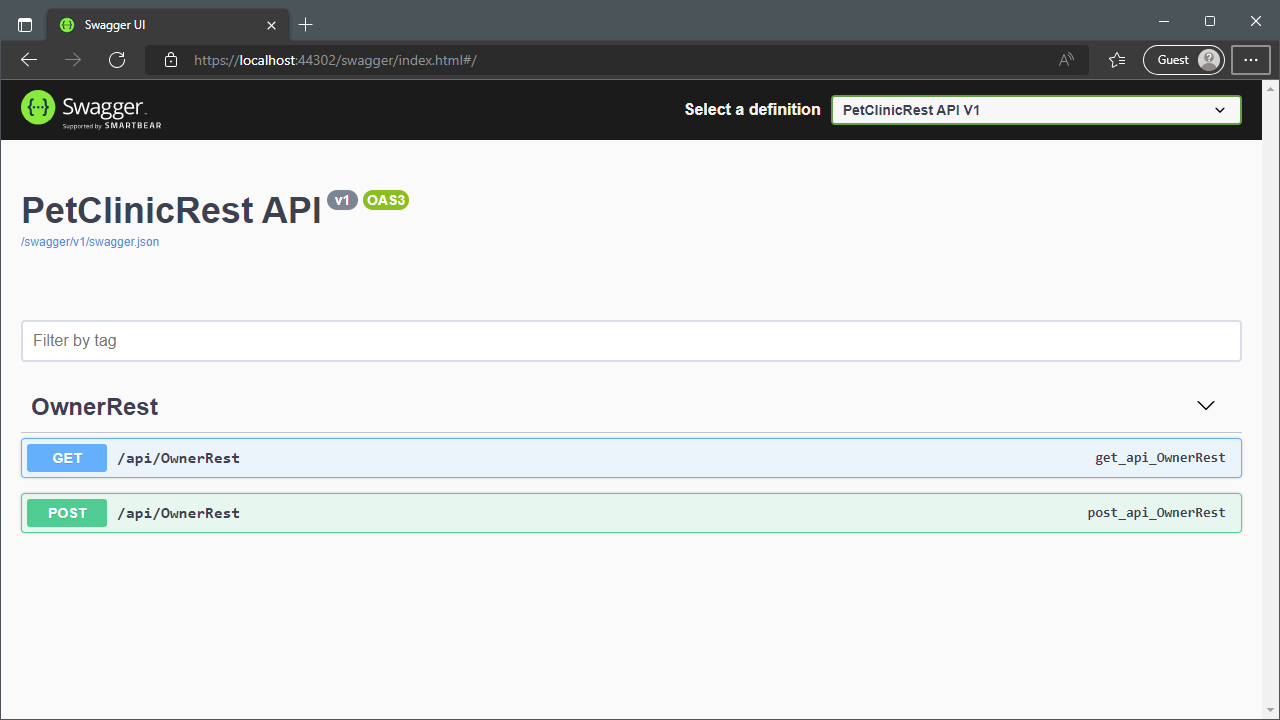 Swagger UI
https://localhost:44302/swagger/index.html#/
Guest
Swagger
Supported by SMARTBEAR
Select a definition
PetClinicRest API V1
PetClinicRest API v1 OAS3
/swagger/v1/swagger.json
Filter by tag
OwnerRest
GET /api/OwnerRest get_api_OwnerRest
POST /api/OwnerRest post_api_OwnerRest